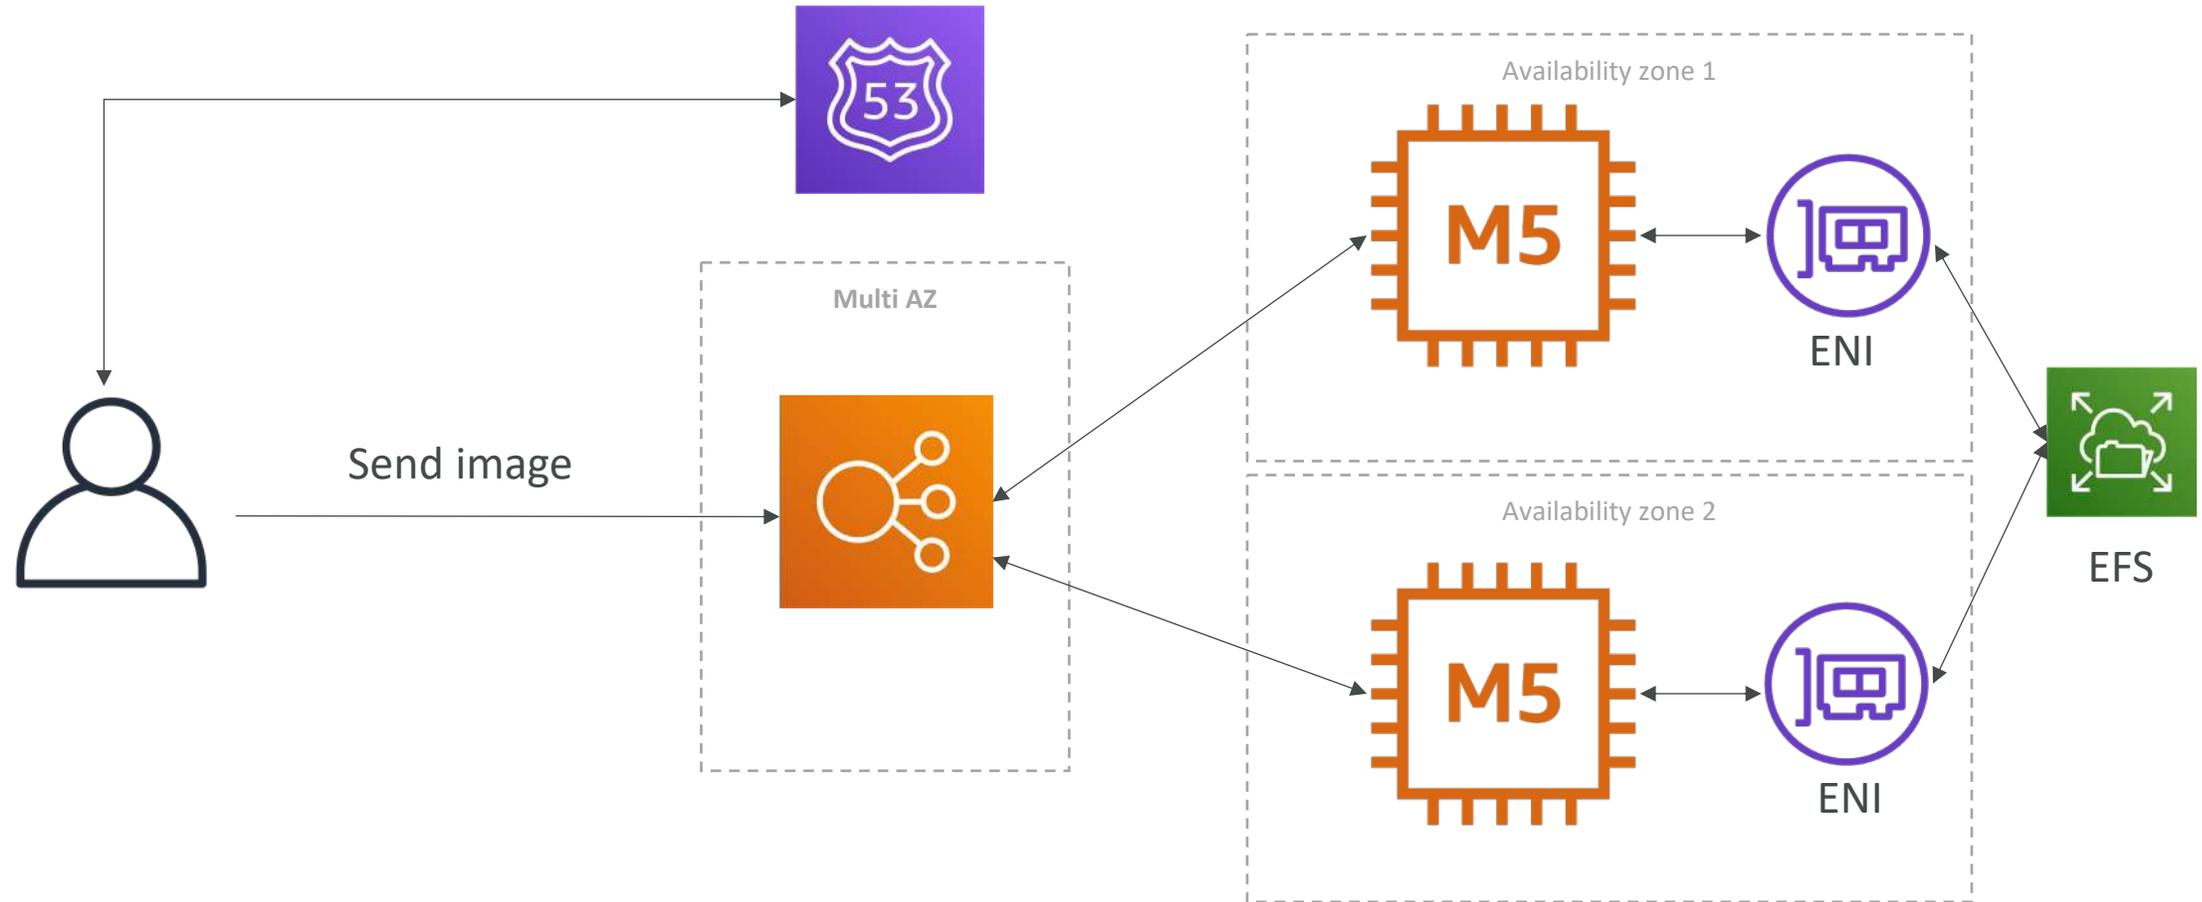 53
Availability zone 1
M5
ENI
Multi AZ
Send image
EFS
Availability zone 2
M5
ENI